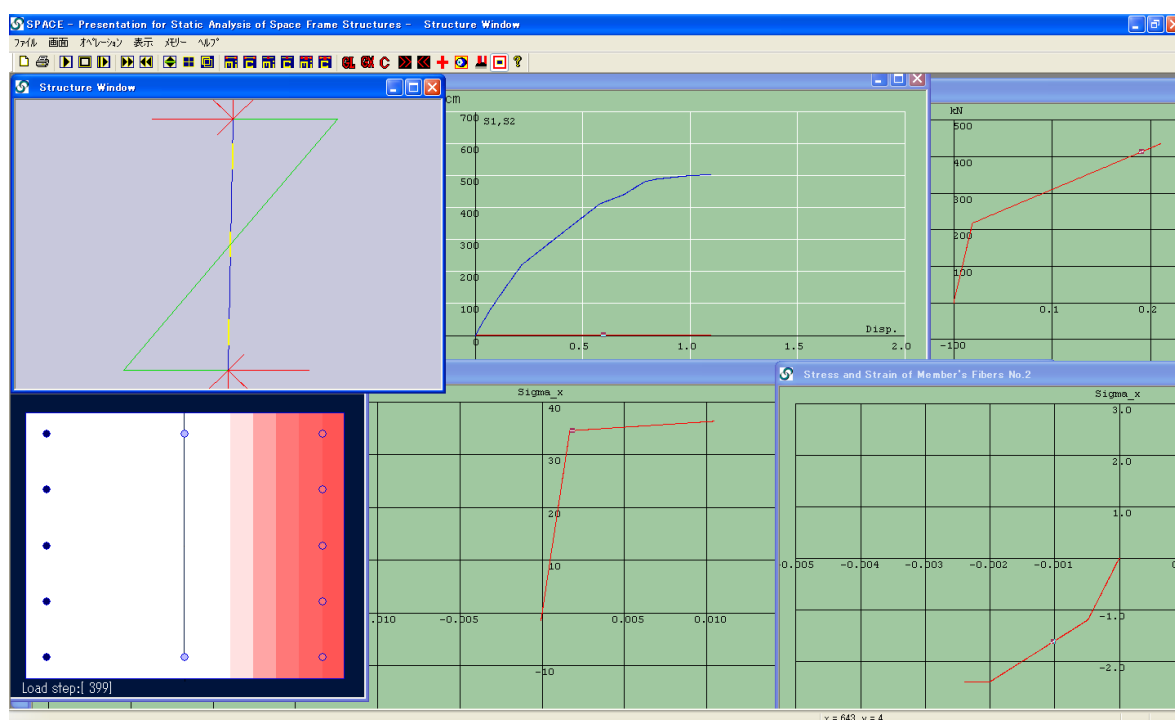 SPACE - Presentation for Static Analysis of Space Frame Structures - Structure Window
ファイル 画面 オペレーション 表示 メモリー ヘルプ
GL GX C
Structure Window
cm
700 S1,S2
600
500
400
300
200
100
0 0.5 1.0 1.5 2.0
Disp.
kN
500
400
300
200
100
0.1 0.2
-100
Load step:[ 399]
Sigma_x
40
30
20
10
.010 -0.005 0.005 0.010
-10
Stress and Strain of Member's Fibers No.2
Sigma_x
3.0
2.0
1.0
-0.005 -0.004 -0.003 -0.002 -0.001
-1.0
-2.0
x = 643, y = 4